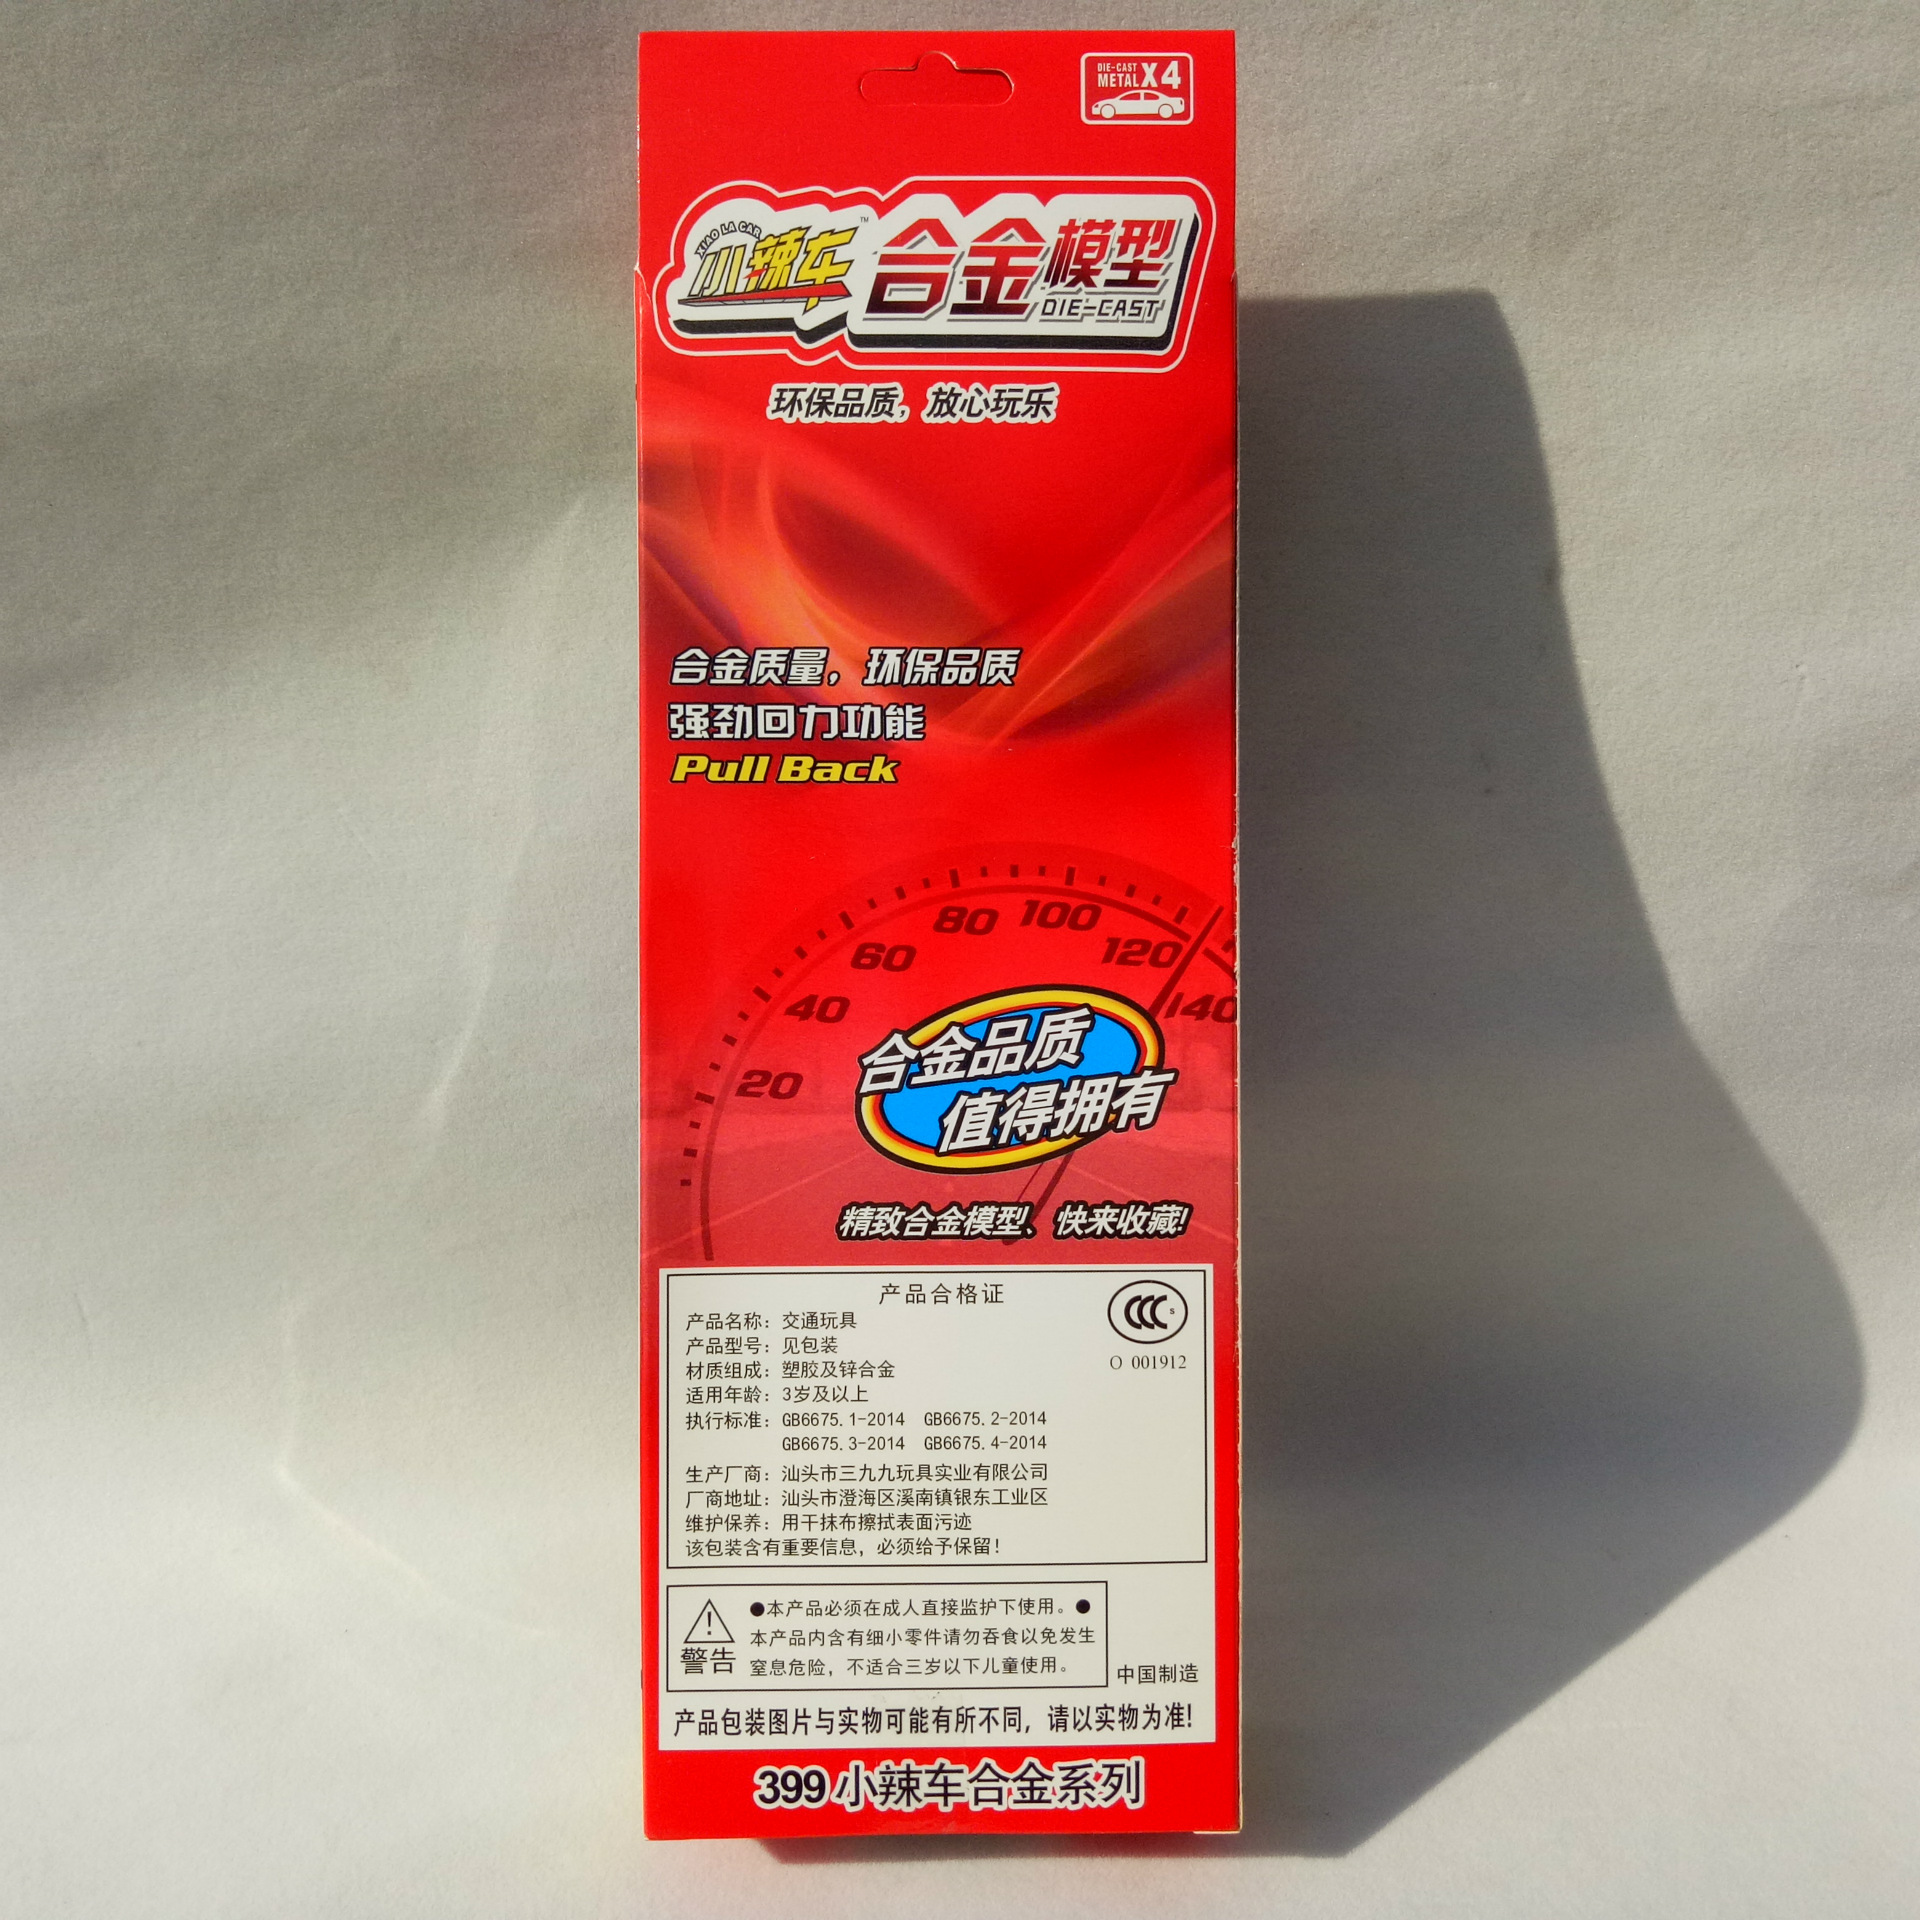 DIE-CAST
METAL X4
XIAO LA CAR
小辣车™ 合金模型
DIE-CAST
环保品质，放心玩乐
合金质量，环保品质
强劲回力功能
Pull Back
80 100
60 120
40 140
20
合金品质
值得拥有
精致合金模型、快来收藏!
产品合格证
CCC S
O 001912
产品名称：交通玩具
产品型号：见包装
材质组成：塑胶及锌合金
适用年龄：3岁及以上
执行标准：GB6675.1-2014 GB6675.2-2014
GB6675.3-2014 GB6675.4-2014
生产厂商：汕头市三九九玩具实业有限公司
厂商地址：汕头市澄海区溪南镇银东工业区
维护保养：用干抹布擦拭表面污迹
该包装含有重要信息，必须给予保留！
警告
●本产品必须在成人直接监护下使用。●
本产品内含有细小零件请勿吞食以免发生
窒息危险，不适合三岁以下儿童使用。
中国制造
产品包装图片与实物可能有所不同，请以实物为准!
399小辣车合金系列